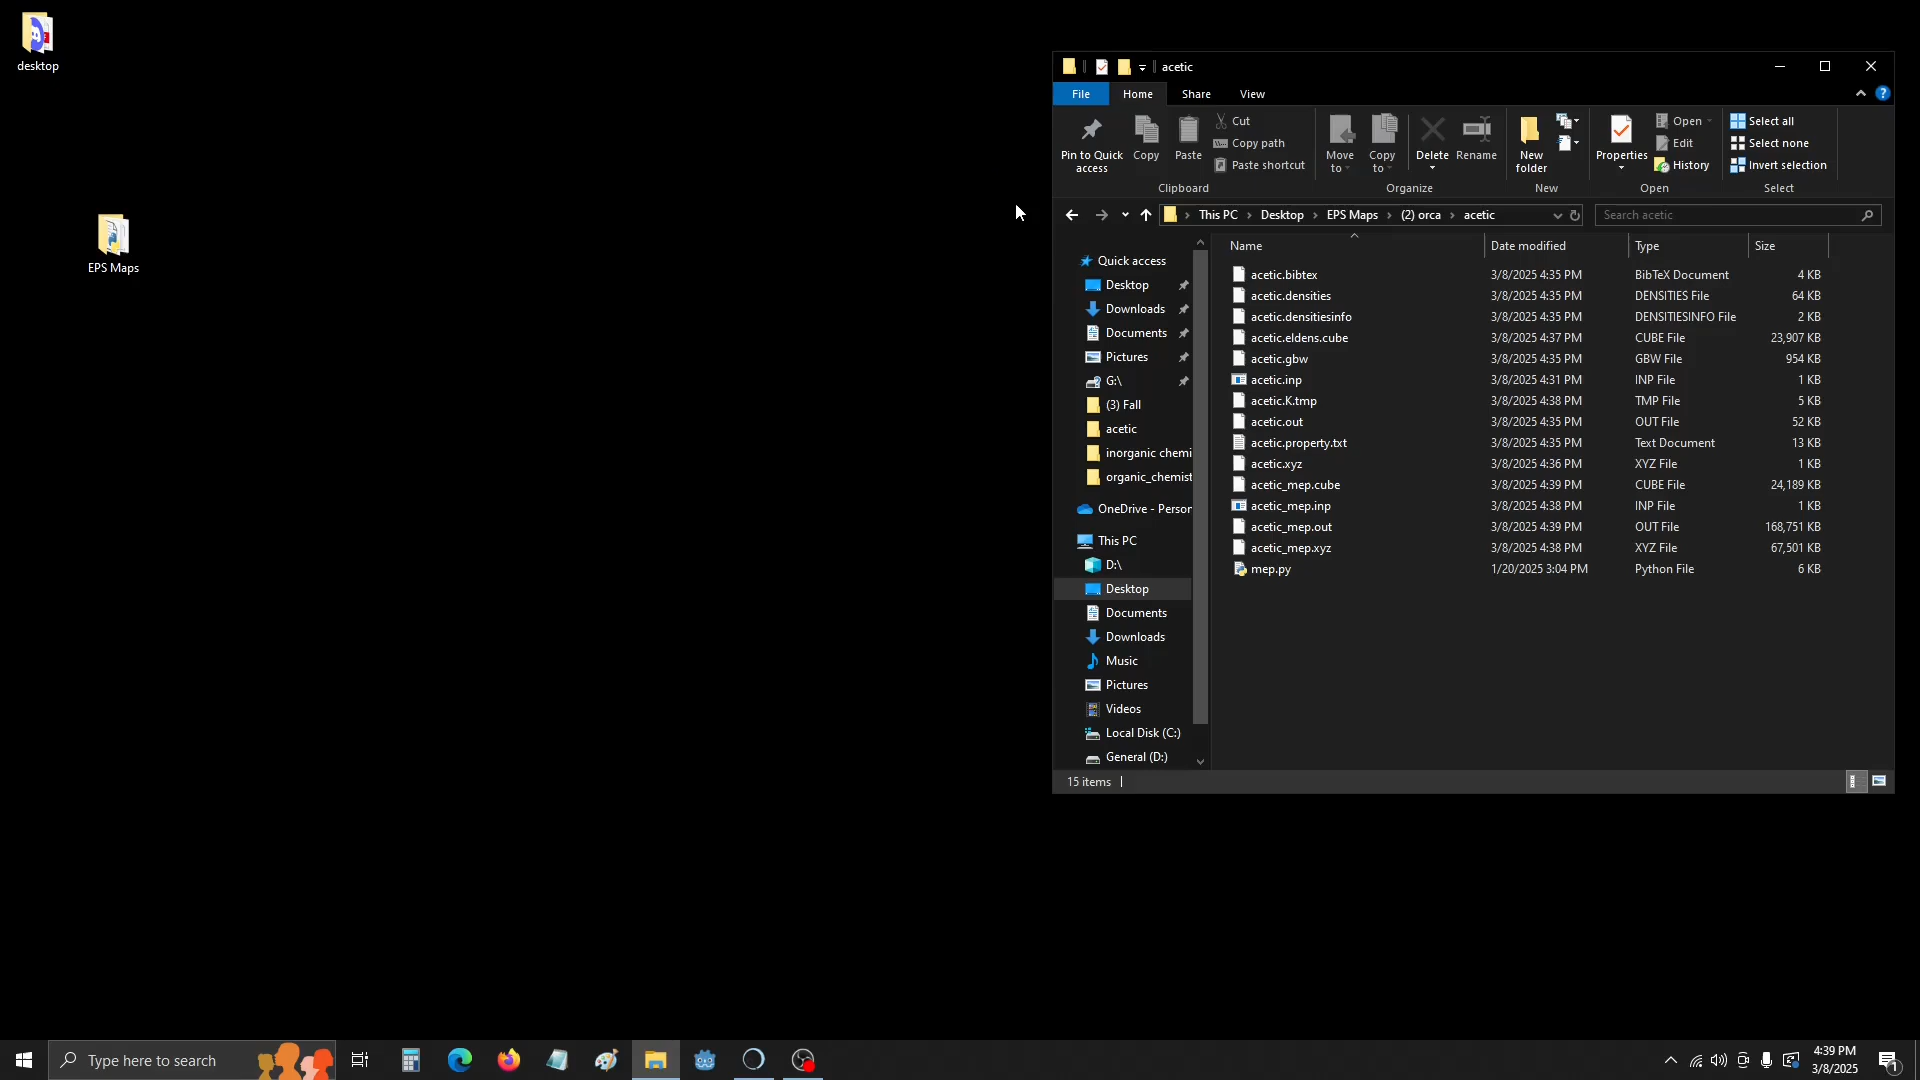 desktop
EPS Maps
acetic
File Home Share View
Pin to Quick access
Copy
Paste
Cut
Copy path
Paste shortcut
Clipboard
Move to
Copy to
Delete
Rename
Organize
New folder
New
Properties
Open
Edit
History
Open
Select all
Select none
Invert selection
Select
This PC Desktop EPS Maps (2) orca acetic
Search acetic
Quick access
Desktop
Downloads
Documents
Pictures
G:\
(3) Fall
acetic
inorganic chemi
organic_chemist
OneDrive - Person
This PC
D:\
Desktop
Documents
Downloads
Music
Pictures
Videos
Local Disk (C:)
General (D:)
Name Date modified Type Size
acetic.bibtex 3/8/2025 4:35 PM BibTeX Document 4 KB
acetic.densities 3/8/2025 4:35 PM DENSITIES File 64 KB
acetic.densitiesinfo 3/8/2025 4:35 PM DENSITIESINFO File 2 KB
acetic.eldens.cube 3/8/2025 4:37 PM CUBE File 23,907 KB
acetic.gbw 3/8/2025 4:35 PM GBW File 954 KB
acetic.inp 3/8/2025 4:31 PM INP File 1 KB
acetic.K.tmp 3/8/2025 4:38 PM TMP File 5 KB
acetic.out 3/8/2025 4:35 PM OUT File 52 KB
acetic.property.txt 3/8/2025 4:35 PM Text Document 13 KB
acetic.xyz 3/8/2025 4:36 PM XYZ File 1 KB
acetic_mep.cube 3/8/2025 4:39 PM CUBE File 24,189 KB
acetic_mep.inp 3/8/2025 4:38 PM INP File 1 KB
acetic_mep.out 3/8/2025 4:39 PM OUT File 168,751 KB
acetic_mep.xyz 3/8/2025 4:38 PM XYZ File 67,501 KB
mep.py 1/20/2025 3:04 PM Python File 6 KB
15 items
Type here to search
4:39 PM
3/8/2025
1